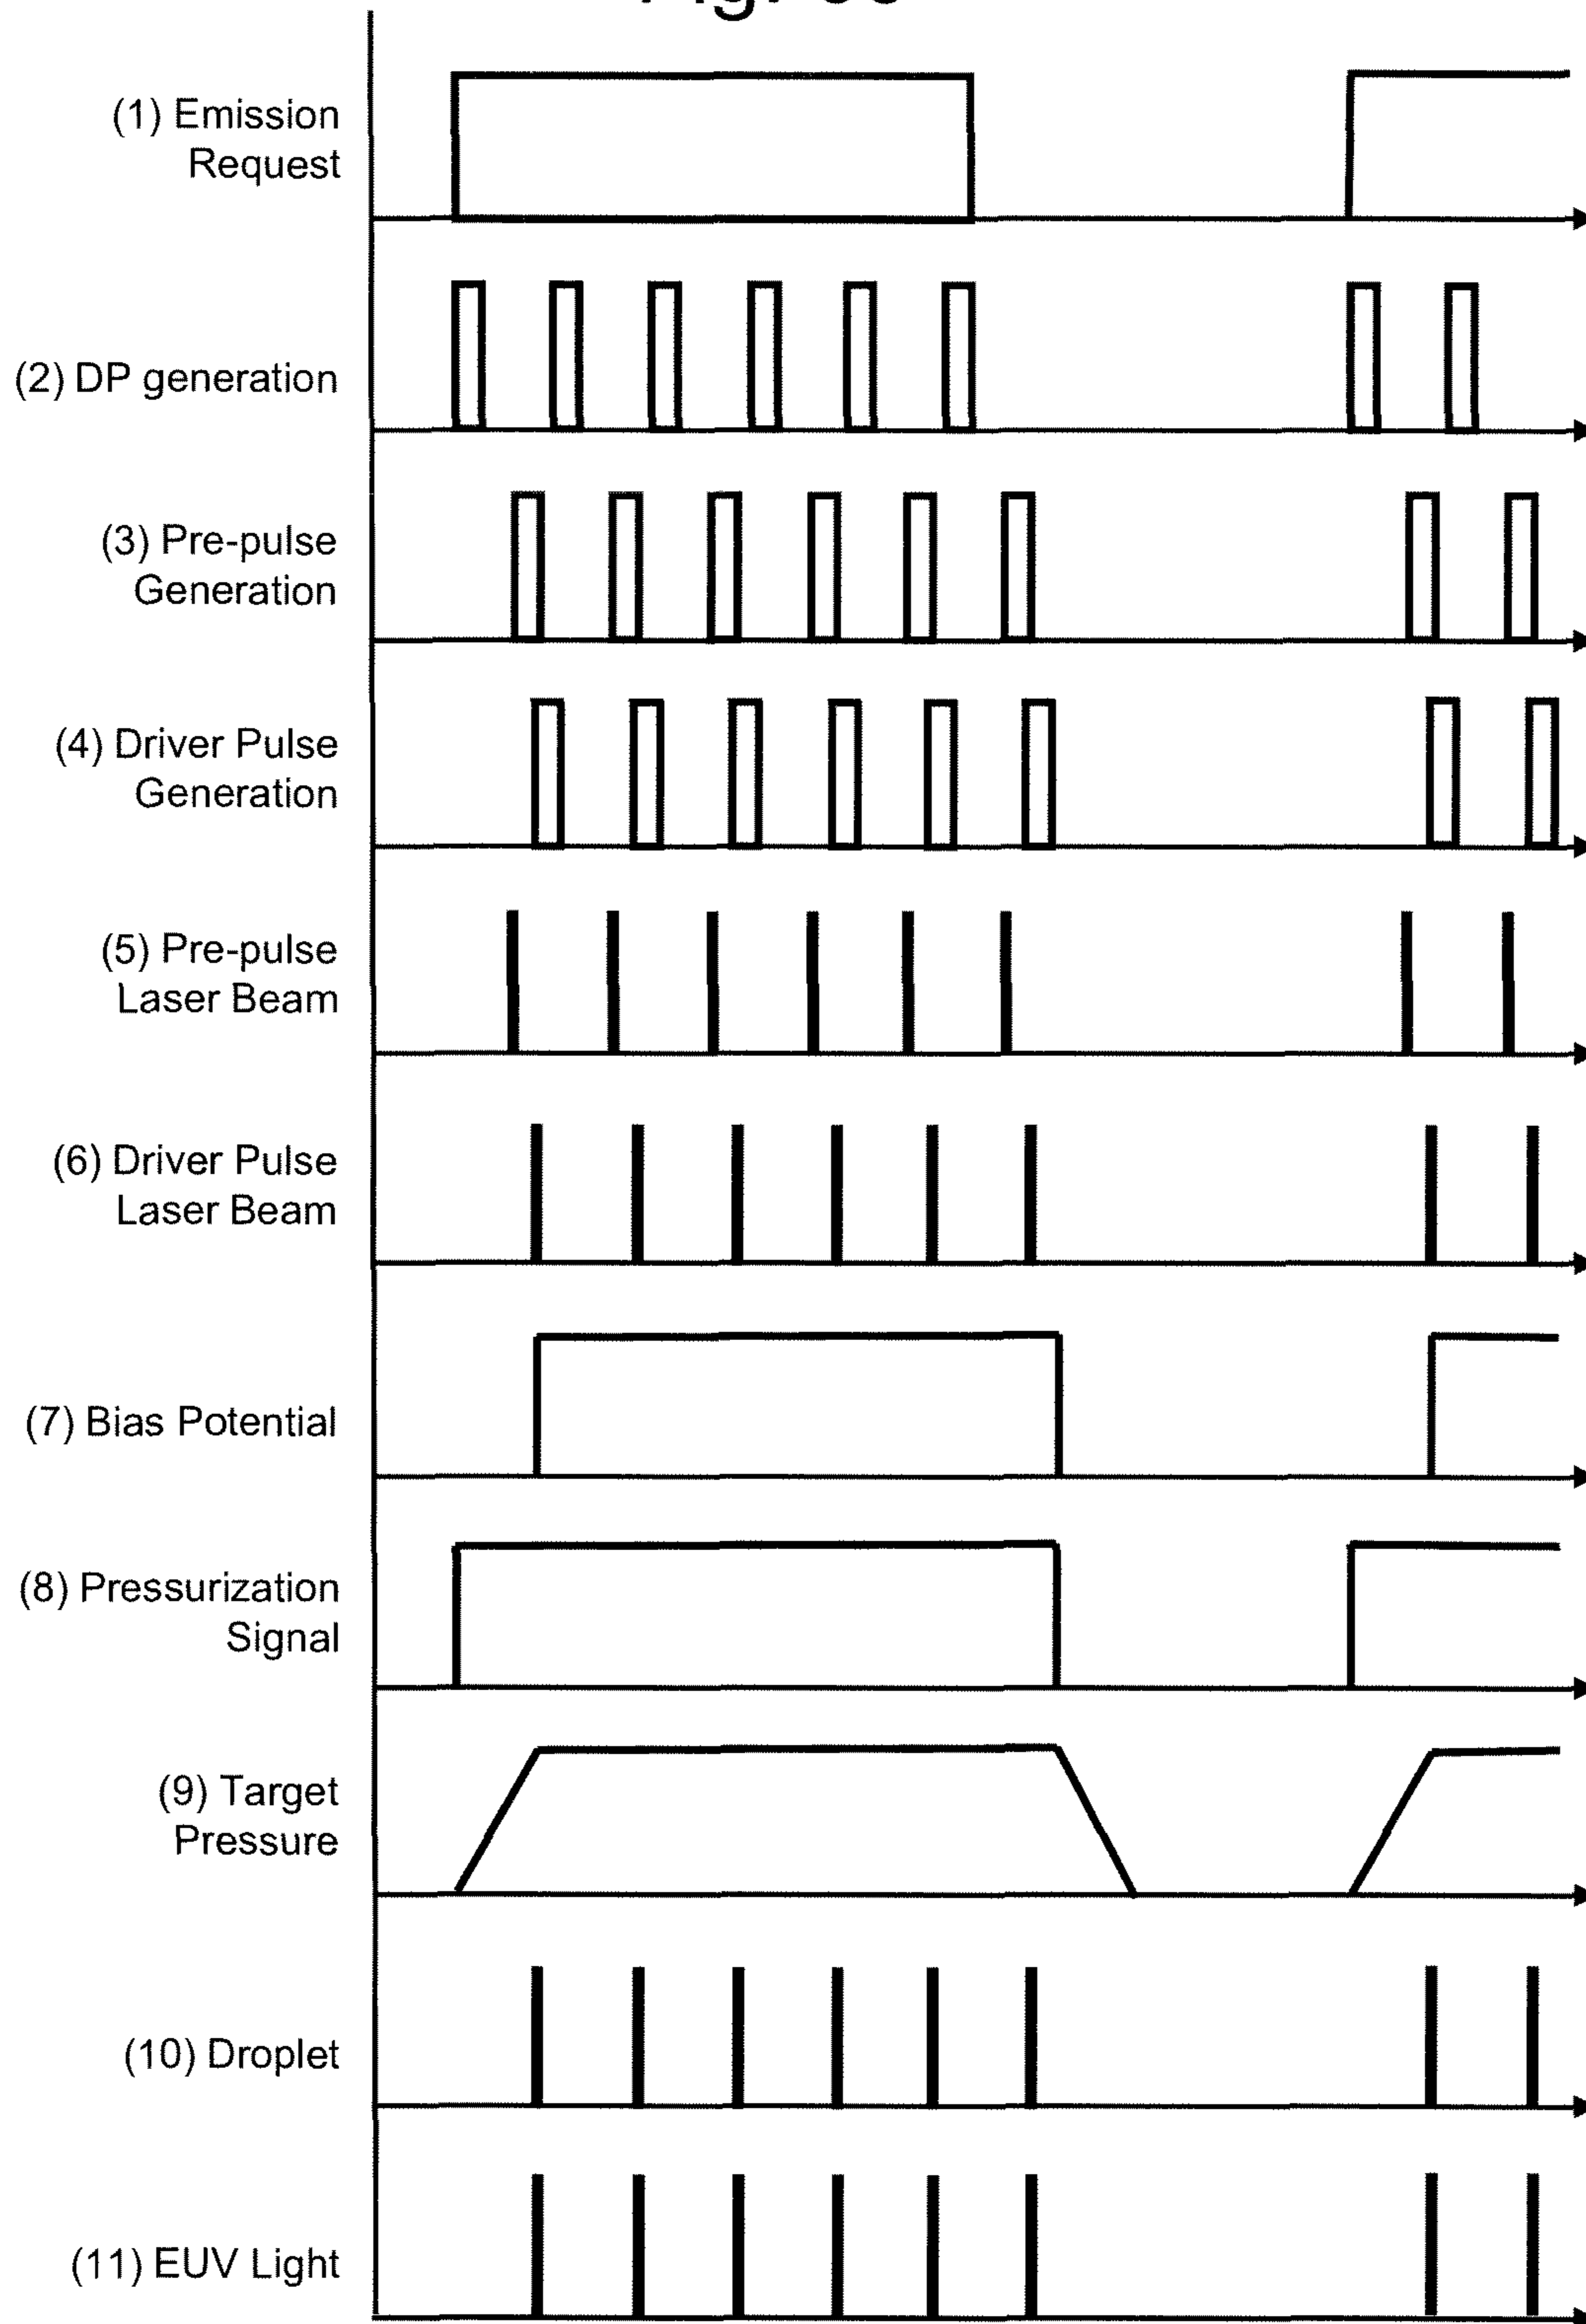 (1) Emission
Request
(2) DP generation
(3) Pre-pulse
Generation
(4) Driver Pulse
Generation
(5) Pre-pulse
Laser Beam
(6) Driver Pulse
Laser Beam
(7) Bias Potential
(8) Pressurization
Signal
(9) Target
Pressure
(10) Droplet
(11) EUV Light